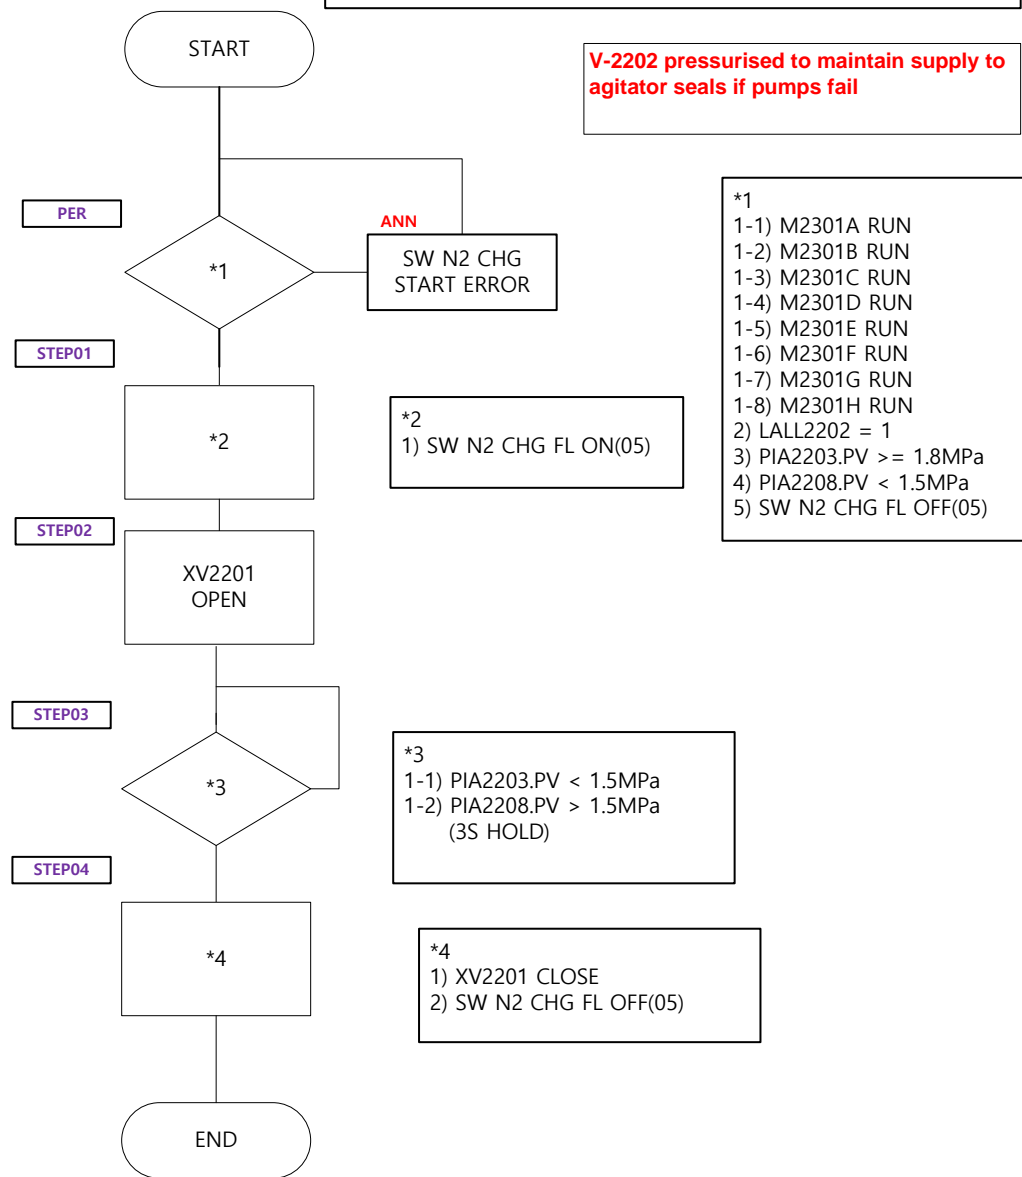 START
V-2202 pressurised to maintain supply to
agitator seals if pumps fail
PER
*1
ANN
SW N2 CHG
START ERROR
*1
1-1) M2301A RUN
1-2) M2301B RUN
1-3) M2301C RUN
1-4) M2301D RUN
1-5) M2301E RUN
1-6) M2301F RUN
1-7) M2301G RUN
1-8) M2301H RUN
2) LALL2202 = 1
3) PIA2203.PV >= 1.8MPa
4) PIA2208.PV < 1.5MPa
5) SW N2 CHG FL OFF(05)
STEP01
*2
*2
1) SW N2 CHG FL ON(05)
STEP02
XV2201
OPEN
STEP03
*3
*3
1-1) PIA2203.PV < 1.5MPa
1-2) PIA2208.PV > 1.5MPa
(3S HOLD)
STEP04
*4
*4
1) XV2201 CLOSE
2) SW N2 CHG FL OFF(05)
END